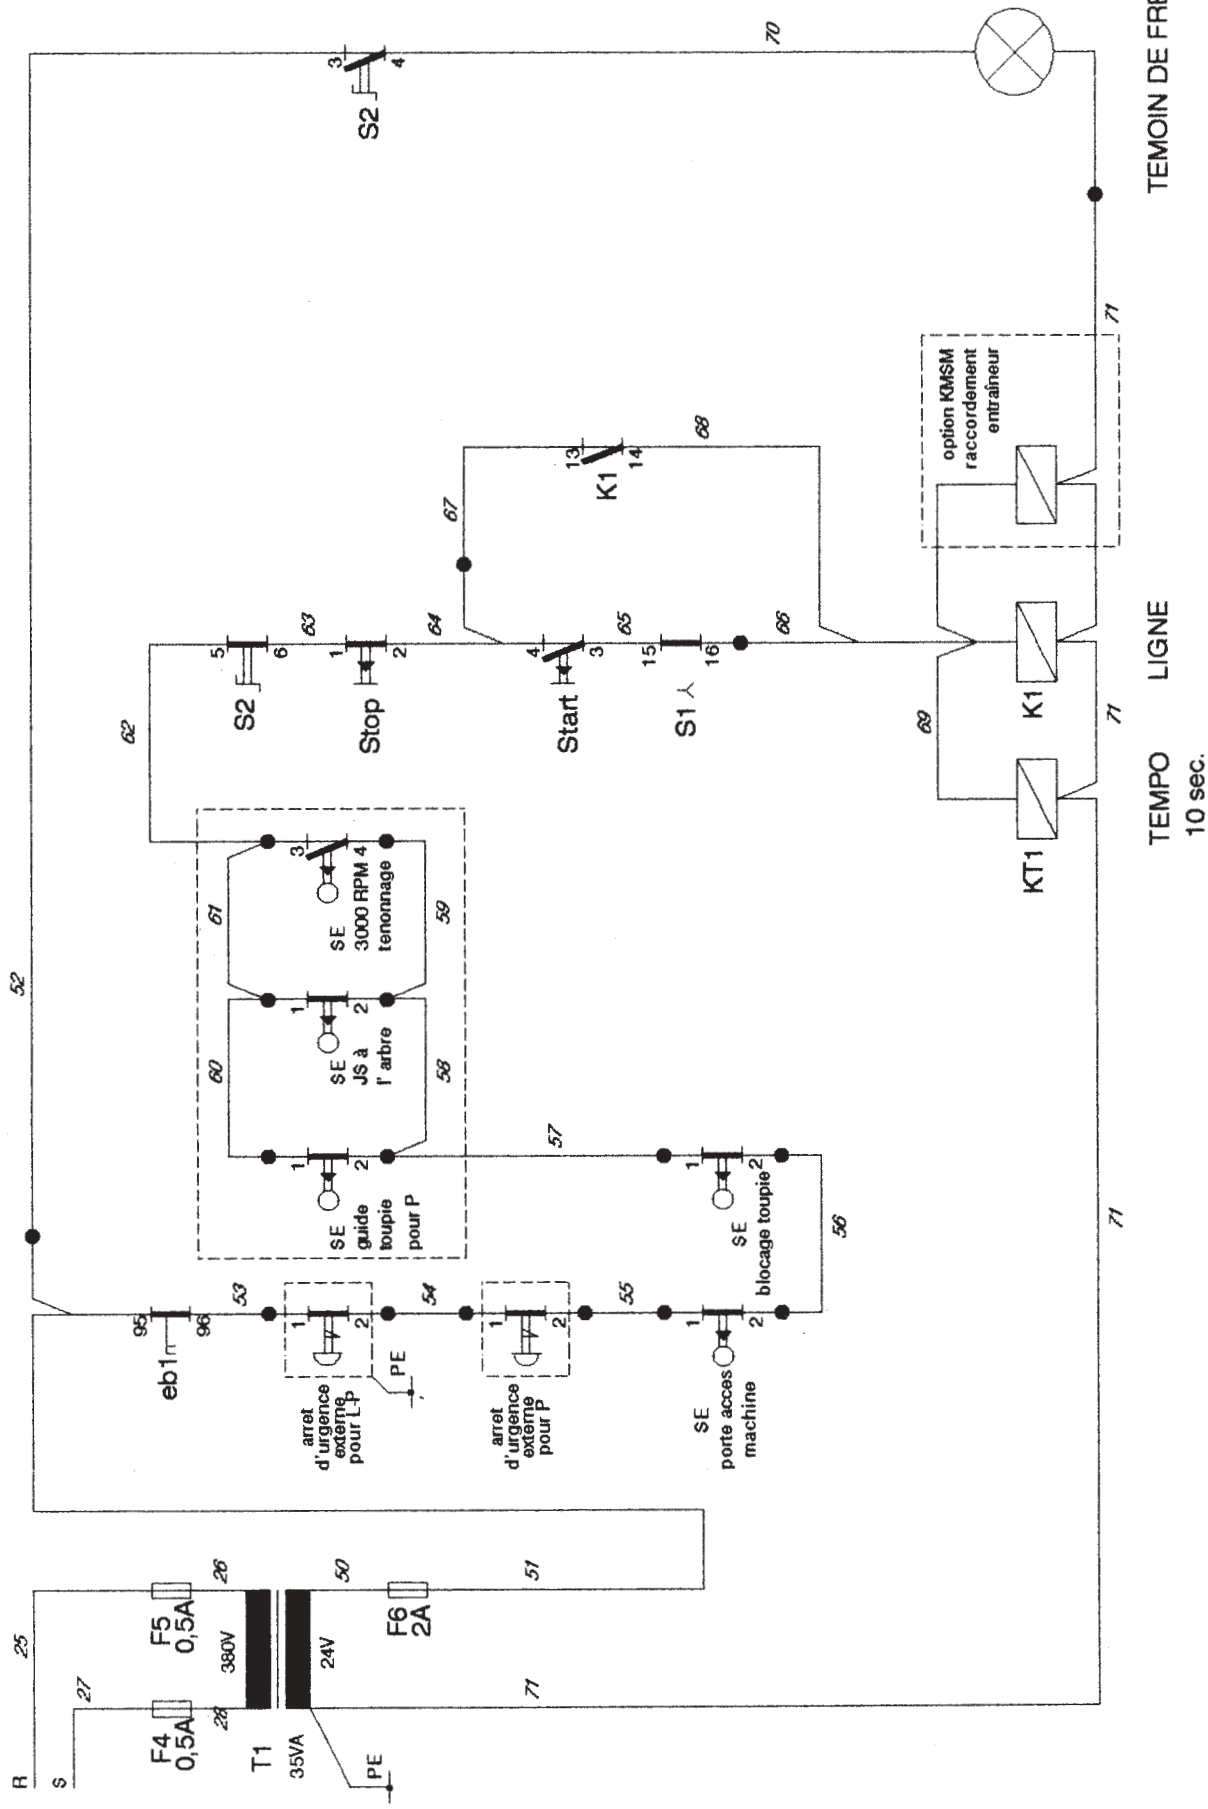 R
S
25
27
F4
0,5A
F5
0,5A
28
26
T1
35VA
380V
24V
PE
50
F6
2A
51
71
52
95
96
eb1
53
1
2
arret
d'urgence
externe
pour L-P
PE
54
1
2
arret
d'urgence
externe
pour P
55
1
2
SE
porte acces
machine
56
1
2
SE
blocage toupie
57
1
2
SE
guide
toupie
pour P
60
58
1
2
SE
JS à
l' arbre
61
59
3
SE
3000 RPM 4
tenonnage
62
5
6
S2
63
1
2
Stop
64
4
3
Start
65
15
16
S1
66
67
13
14
K1
68
69
KT1
K1
option KMSM
raccordement
entraîneur
71
71
71
3
4
S2
70
TEMPO
10 sec.
LIGNE